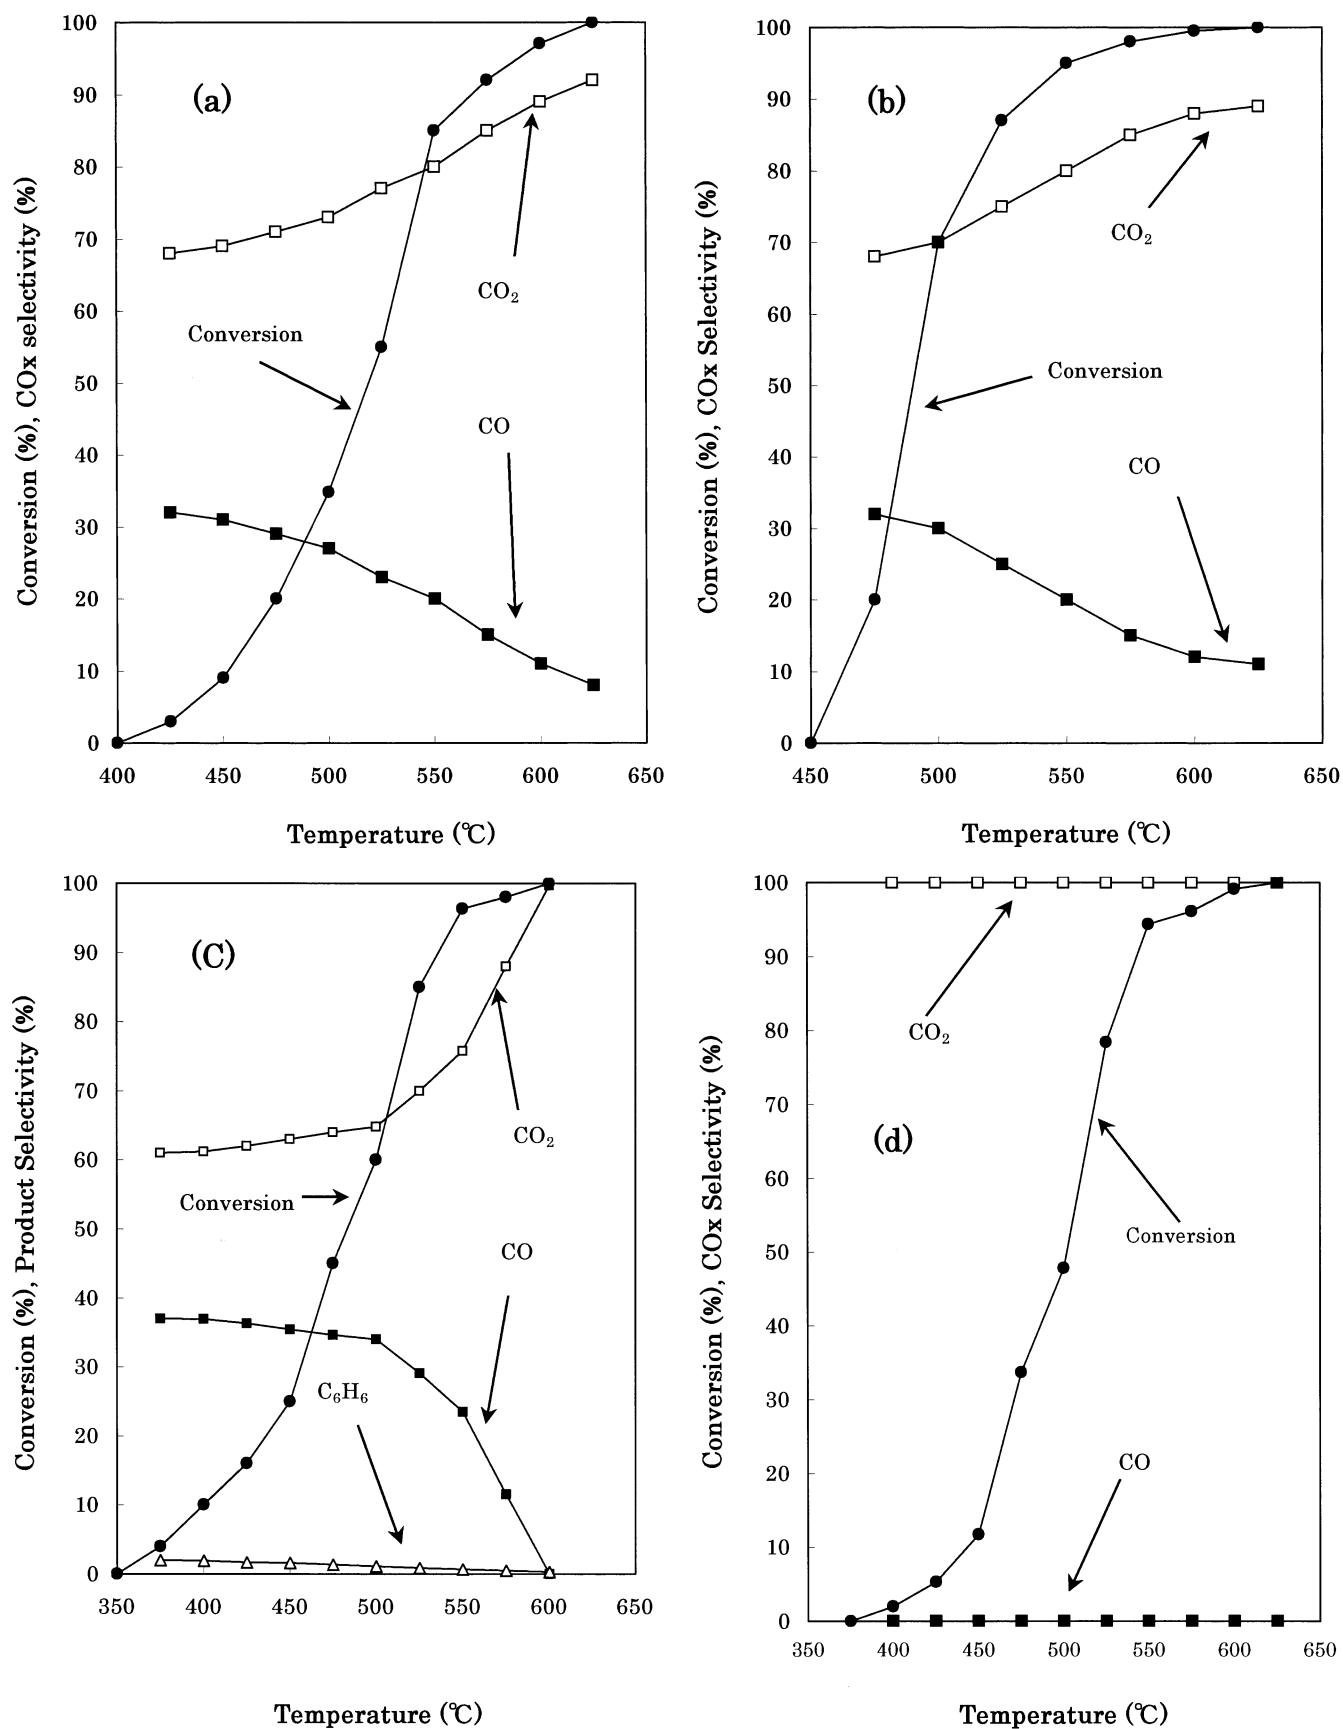 100
90
80
70
60
50
40
30
20
10
0
400 450 500 550 600 650
Conversion (%), COx selectivity (%)
Temperature (℃)
(a)
CO₂
Conversion
CO
100
90
80
70
60
50
40
30
20
10
0
450 500 550 600 650
Conversion (%), COx Selectivity (%)
Temperature (℃)
(b)
CO₂
Conversion
CO
100
90
80
70
60
50
40
30
20
10
0
350 400 450 500 550 600 650
Conversion (%), Product Selectivity (%)
Temperature (℃)
(C)
CO₂
Conversion
CO
C₆H₆
100
90
80
70
60
50
40
30
20
10
0
350 400 450 500 550 600 650
Conversion (%), COx Selectivity (%)
Temperature (℃)
CO₂
(d)
Conversion
CO